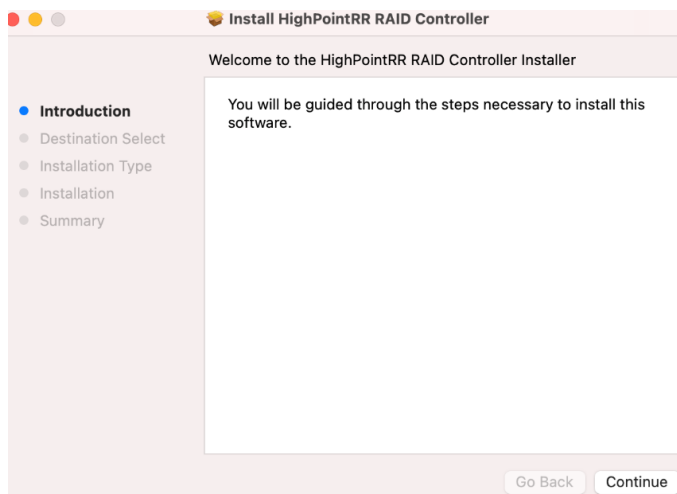 Install HighPointRR RAID Controller
Welcome to the HighPointRR RAID Controller Installer
Introduction
Destination Select
Installation Type
Installation
Summary
You will be guided through the steps necessary to install this
software.
Go Back
Continue